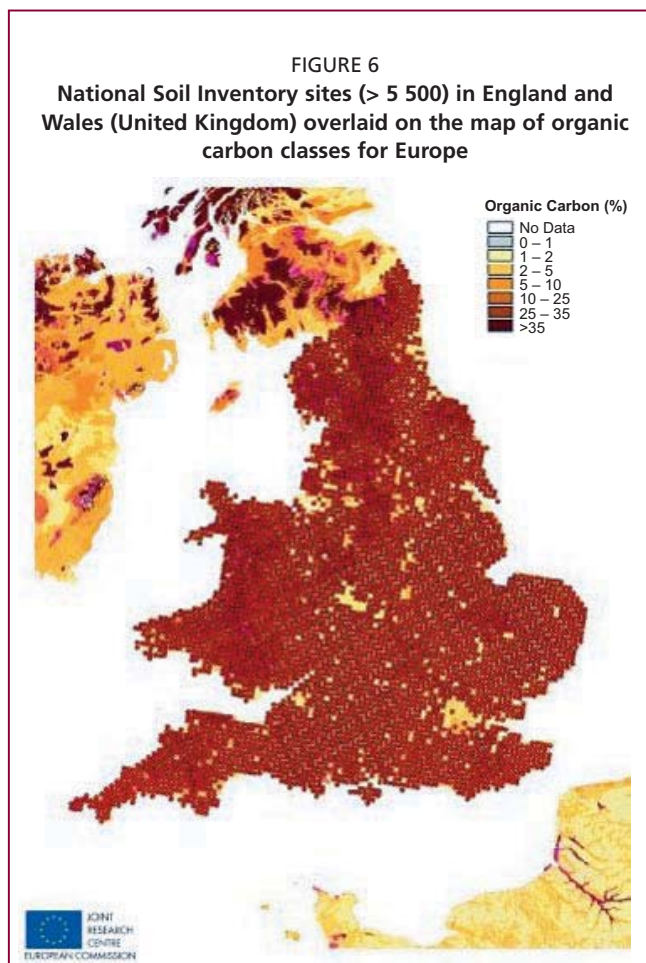 FIGURE 6
National Soil Inventory sites (> 5 500) in England and
Wales (United Kingdom) overlaid on the map of organic
carbon classes for Europe
Organic Carbon (%)
No Data
0 – 1
1 – 2
2 – 5
5 – 10
10 – 25
25 – 35
>35
JOINT
RESEARCH
CENTRE
EUROPEAN COMMISSION